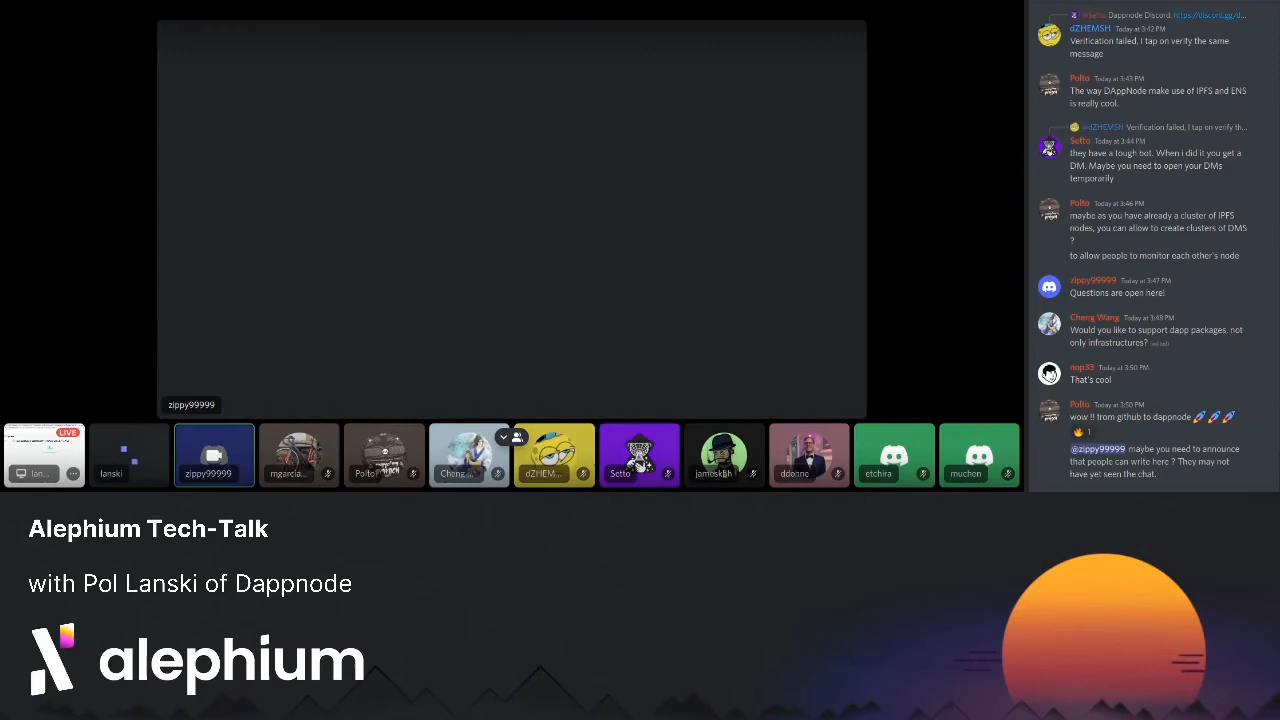 @Setto Dappnode Discord: https://discord.gg/d...
dZHEMSH Today at 3:42 PM
Verification failed, I tap on verify the same
message
Polto Today at 3:43 PM
The way DAppNode make use of IPFS and ENS
is really cool.
@dZHEMSH Verification failed, I tap on verify th...
Setto Today at 3:44 PM
they have a tough bot. When i did it you get a
DM. Maybe you need to open your DMs
temporarily
Polto Today at 3:46 PM
maybe as you have already a cluster of IPFS
nodes, you can allow to create clusters of DMS
?
to allow people to monitor each other's node
zippy99999 Today at 3:47 PM
Questions are open here!
Cheng Wang Today at 3:48 PM
Would you like to support dapp packages, not
only infrastructures? (edited)
nop33 Today at 3:50 PM
That's cool
Polto Today at 3:50 PM
wow !! from github to dappnode 🚀🚀🚀
🔥 1
@zippy99999 maybe you need to announce
that people can write here ? They may not
have yet seen the chat.
zippy99999
LIVE
lan...
lanski
zippy99999
mgarcia...
Polto
Cheng ...
dZHEM...
Setto
jameskbh
ddonne
etchira
muchen
Alephium Tech-Talk
with Pol Lanski of Dappnode
alephium